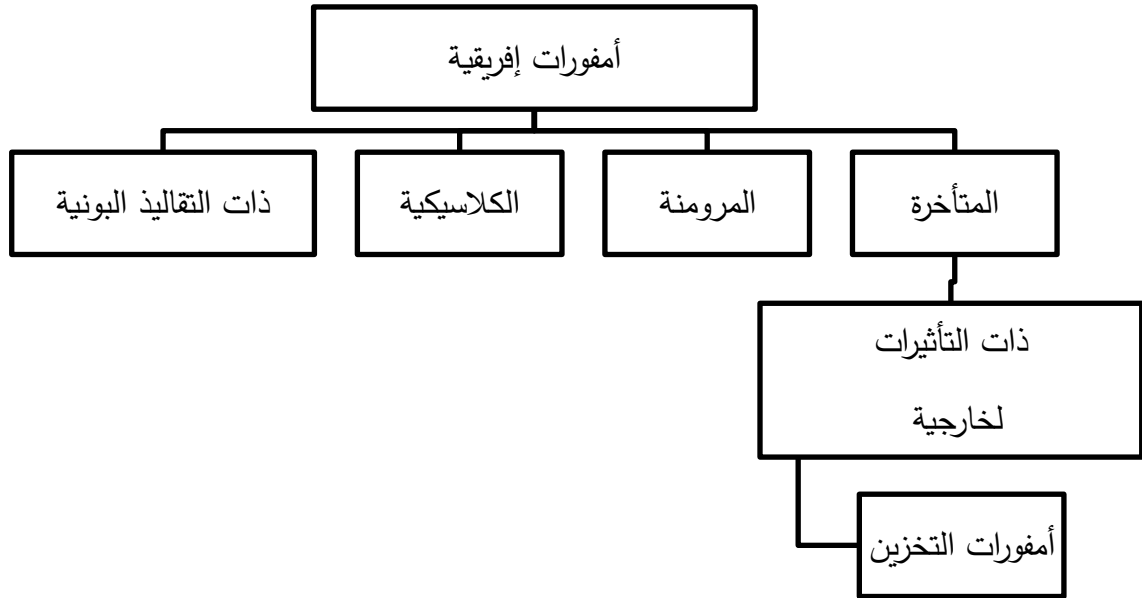 أمفورات إفريقية
المتأخرة
المرومنة
الكلاسيكية
ذات التقاليذ البونية
ذات التأثيرات
لخارجية
أمفورات التخزين